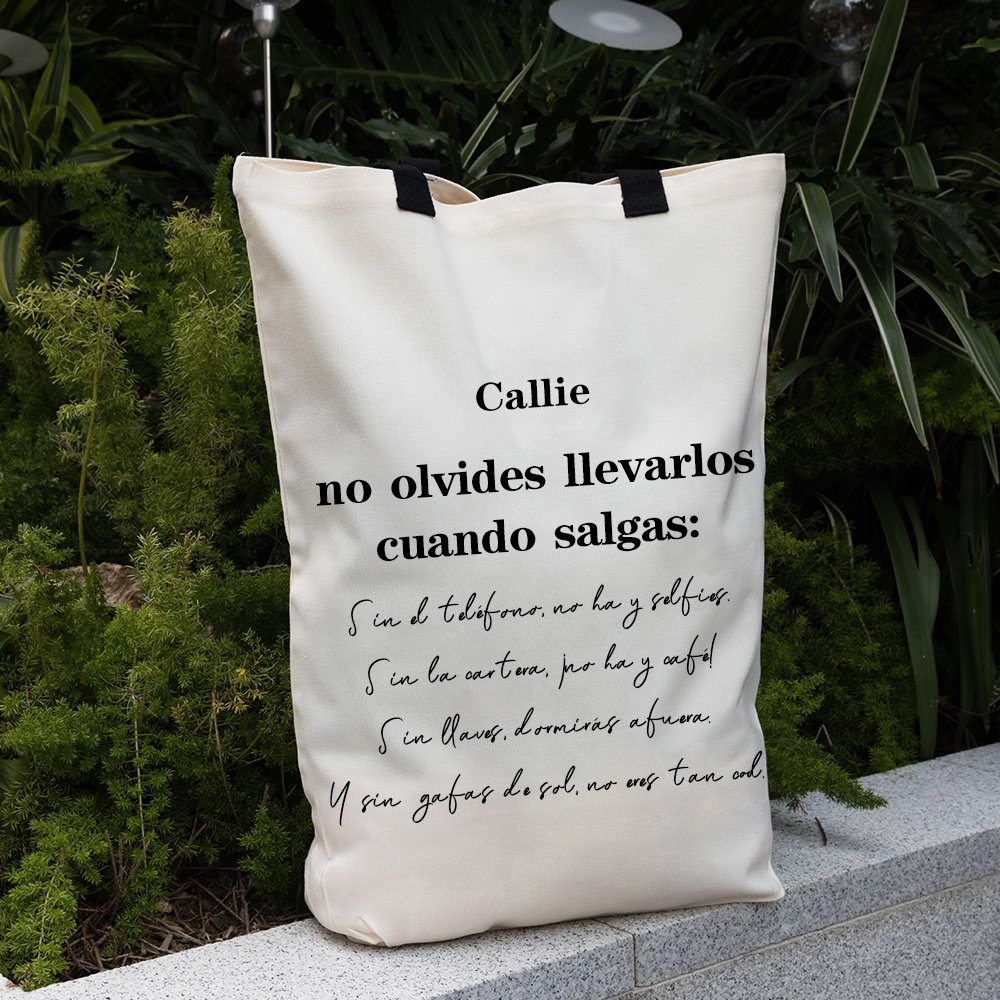 Callie
no olvides llevarlos
cuando salgas:
Sin el teléfono, no hay selfies.
Sin la cartera, ¡no hay café!
Sin llaves, dormirás afuera.
Y sin gafas de sol, no eres tan cool.